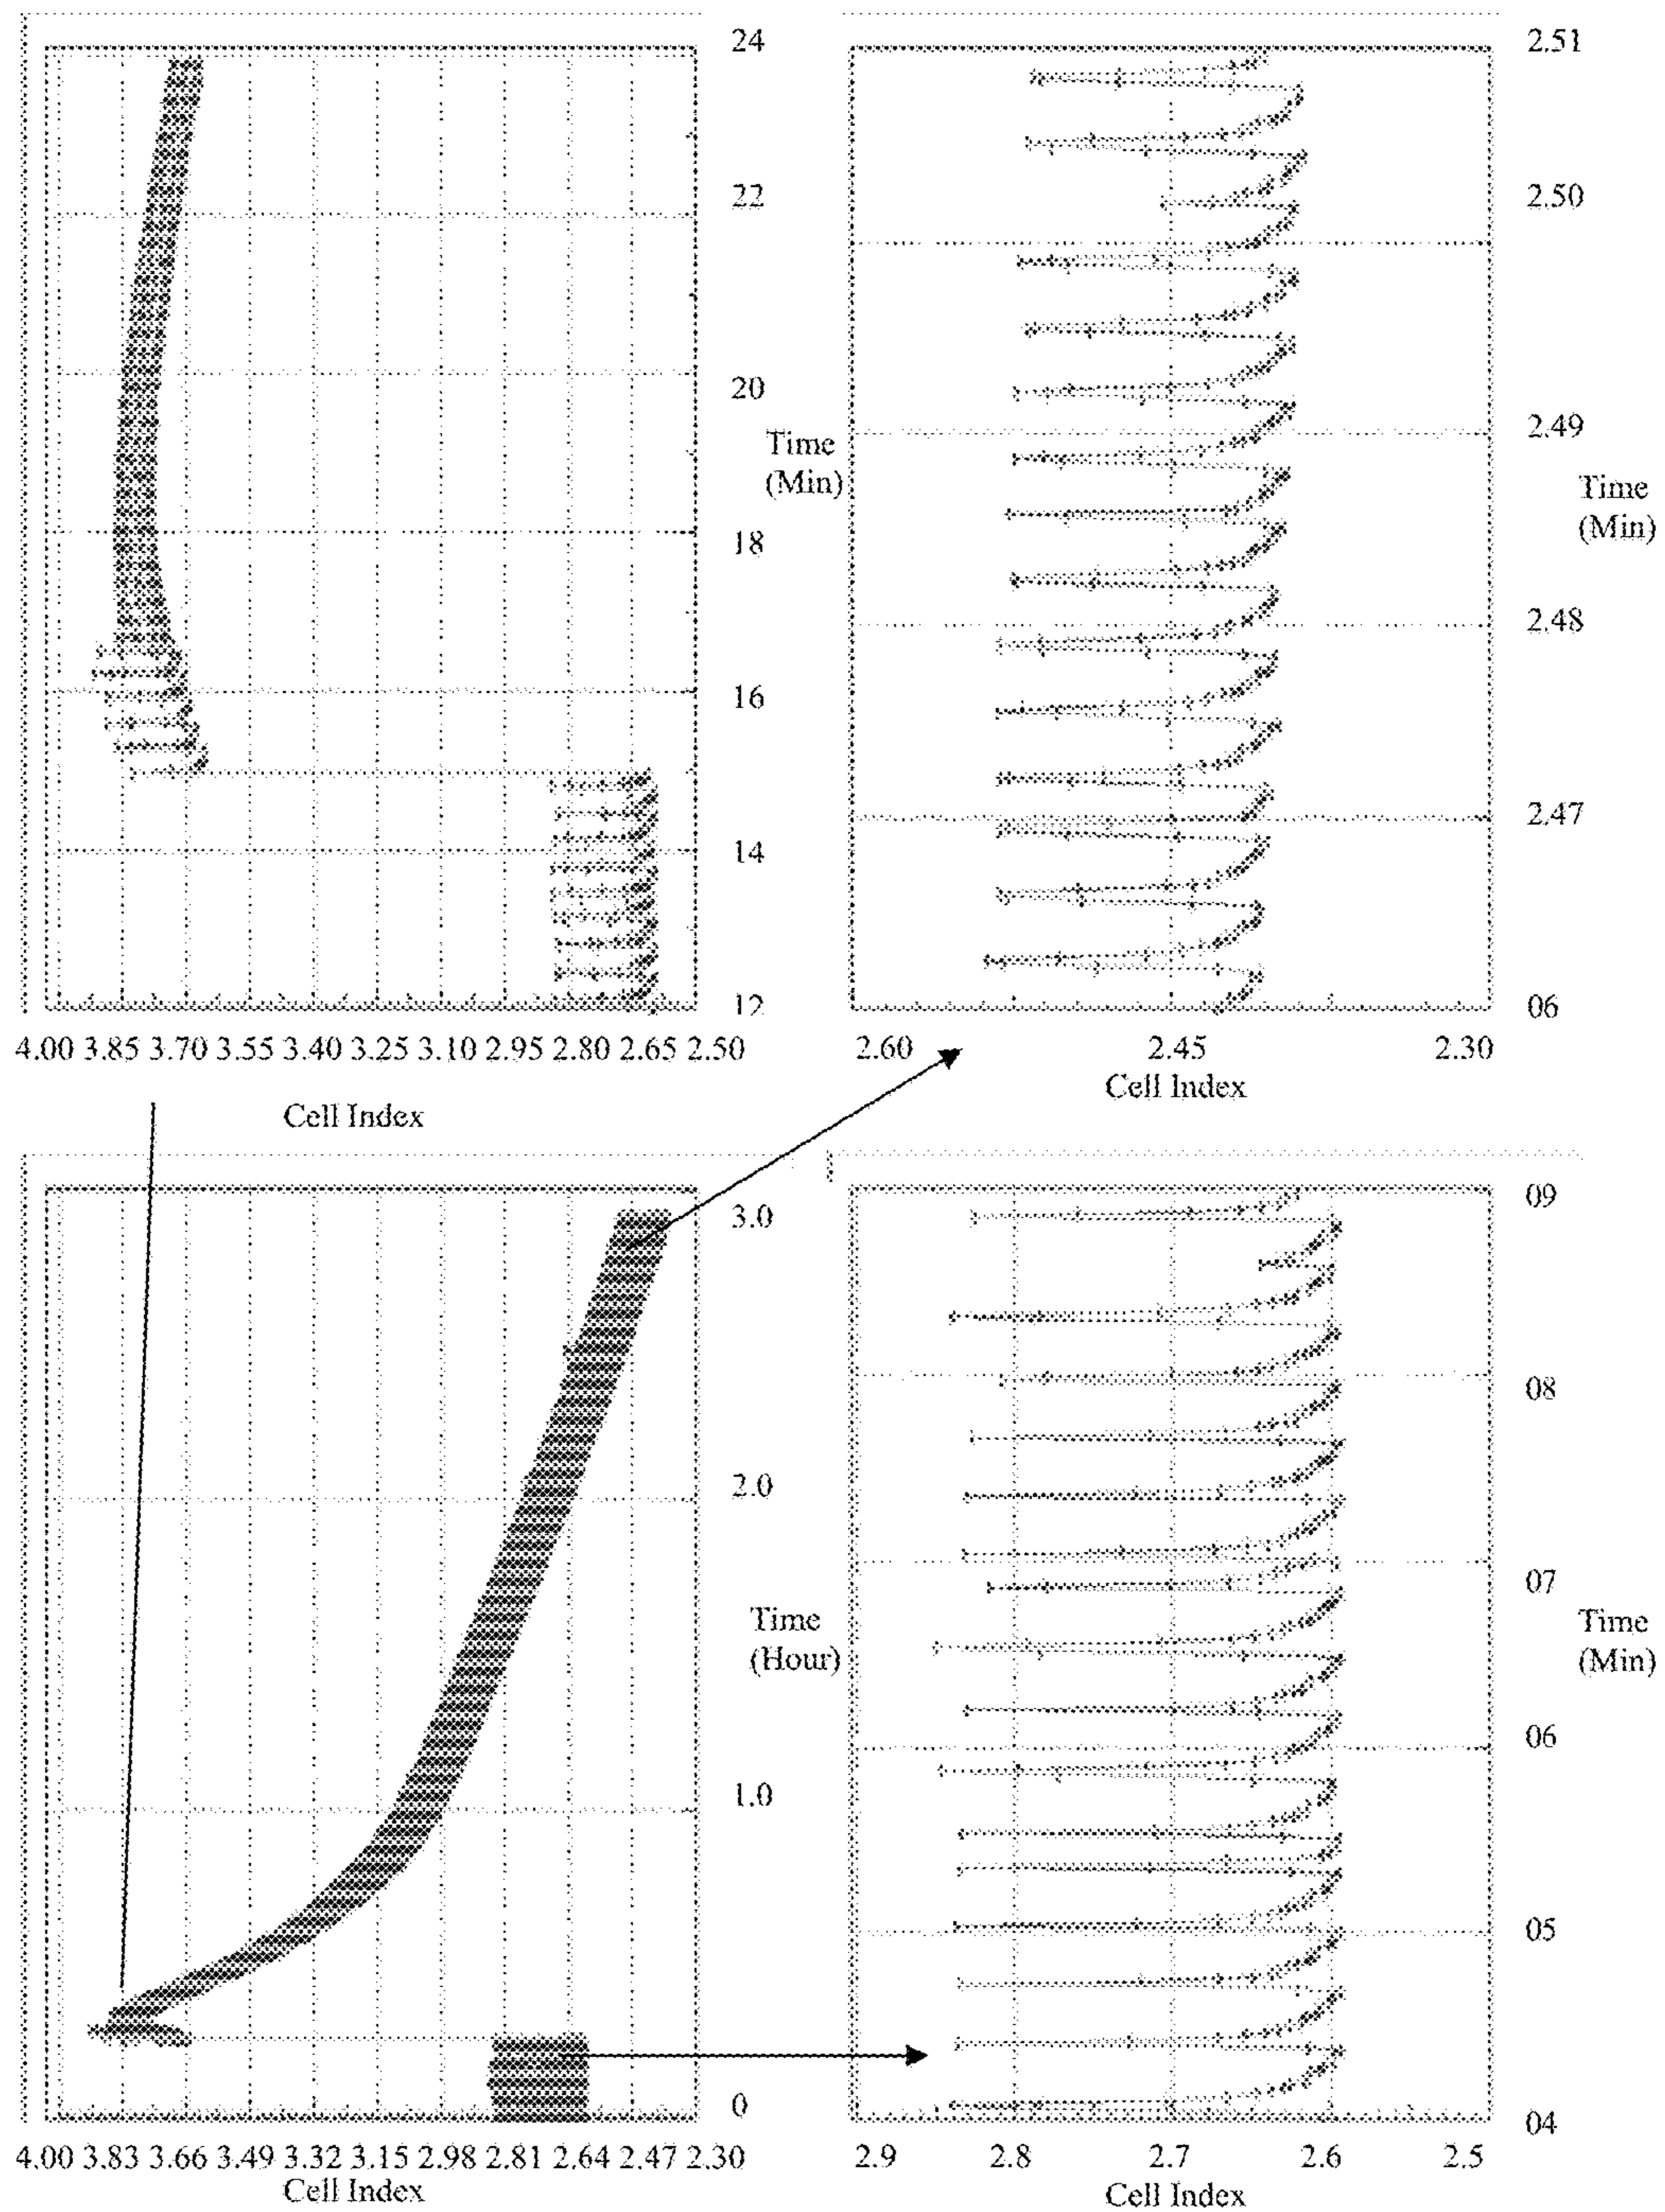 24
22
20
Time
(Min)
18
16
14
12
4.00 3.85 3.70 3.55 3.40 3.25 3.10 2.95 2.80 2.65 2.50
Cell Index
2.51
2.50
2.49
Time
(Min)
2.48
2.47
06
2.60 2.45 2.30
Cell Index
3.0
2.0
Time
(Hour)
1.0
0
4.00 3.83 3.66 3.49 3.32 3.15 2.98 2.81 2.64 2.47 2.30
Cell Index
09
08
07
Time
(Min)
06
05
04
2.9 2.8 2.7 2.6 2.5
Cell Index